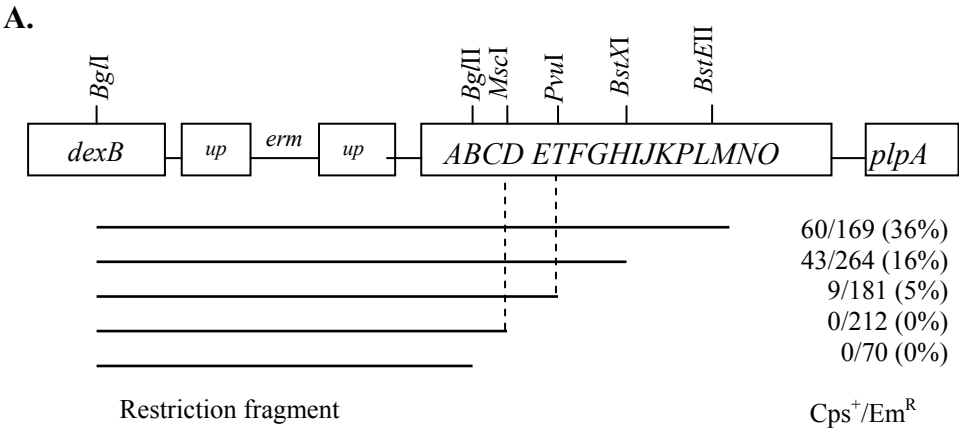 A.
BglI
BglII
MscI
PvuI
BstXI
BstEII
dexB
up
erm
up
ABCD ETFGHIJKPLMNO
plpA
60/169 (36%)
43/264 (16%)
9/181 (5%)
0/212 (0%)
0/70 (0%)
Restriction fragment
Cps+/EmR